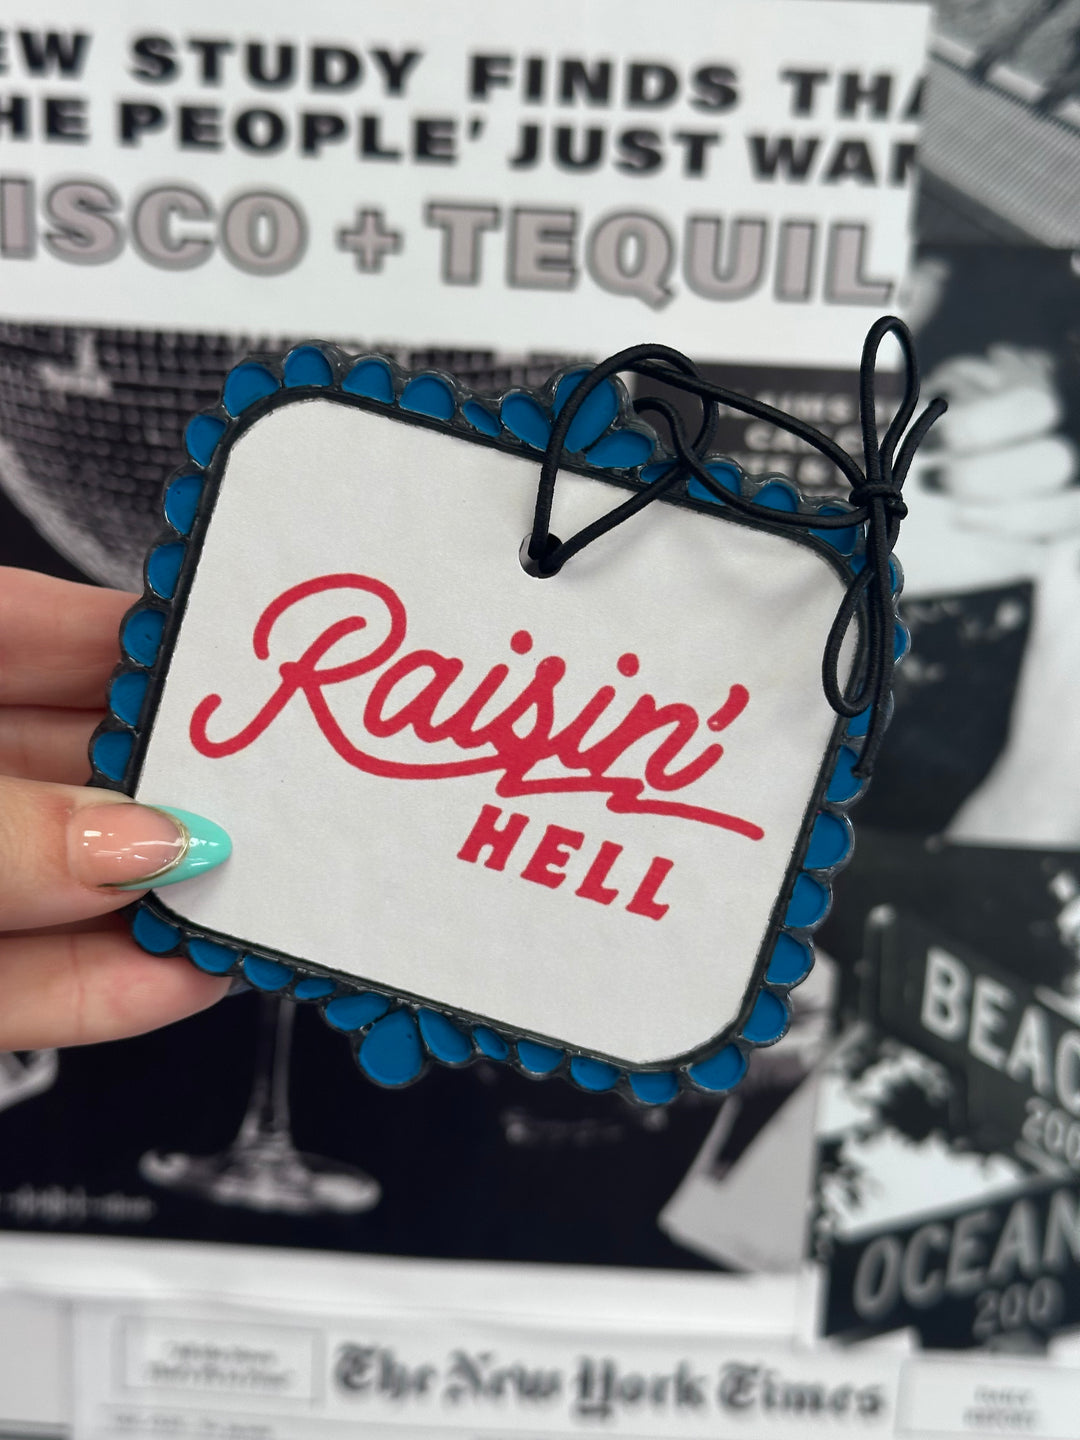 EW STUDY FINDS THA
HE PEOPLE' JUST WAN
ISCO + TEQUIL
Raisin'
HELL
BEAC
200
OCEAN
200
The New York Times